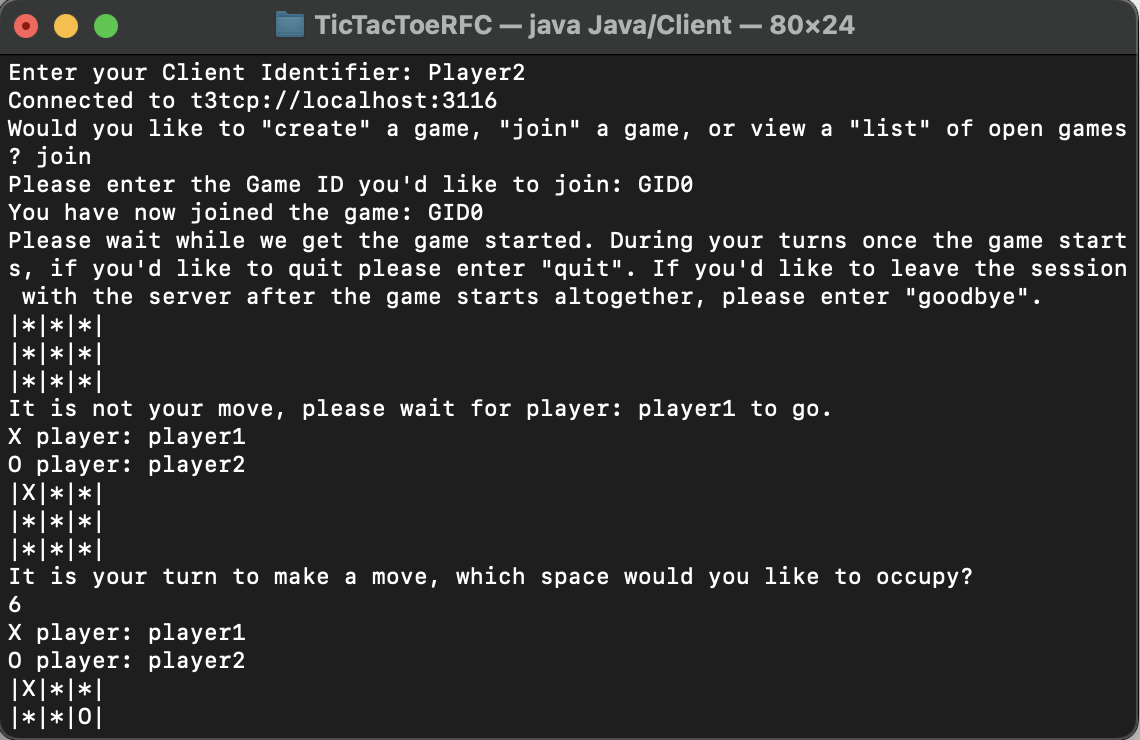 TicTacToeRFC — java Java/Client — 80×24
Enter your Client Identifier: Player2
Connected to t3tcp://localhost:3116
Would you like to "create" a game, "join" a game, or view a "list" of open games
? join
Please enter the Game ID you'd like to join: GID0
You have now joined the game: GID0
Please wait while we get the game started. During your turns once the game start
s, if you'd like to quit please enter "quit". If you'd like to leave the session
 with the server after the game starts altogether, please enter "goodbye".
|*|*|*|
|*|*|*|
|*|*|*|
It is not your move, please wait for player: player1 to go.
X player: player1
O player: player2
|X|*|*|
|*|*|*|
|*|*|*|
It is your turn to make a move, which space would you like to occupy?
6
X player: player1
O player: player2
|X|*|*|
|*|*|O|